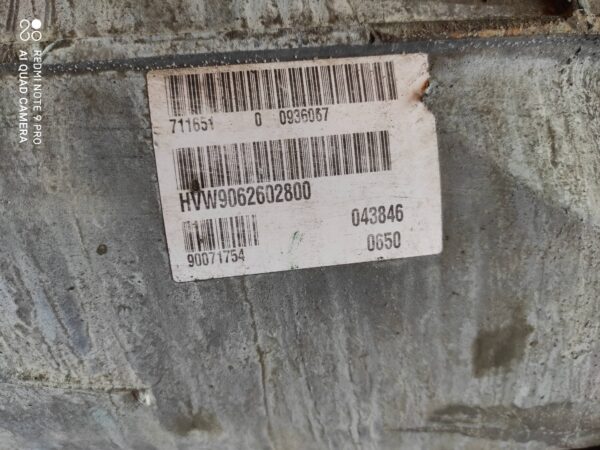 711651 0 0936067
HVW9062602800
043846
90071754
0650
REDMI NOTE 9 PRO
AI QUAD CAMERA